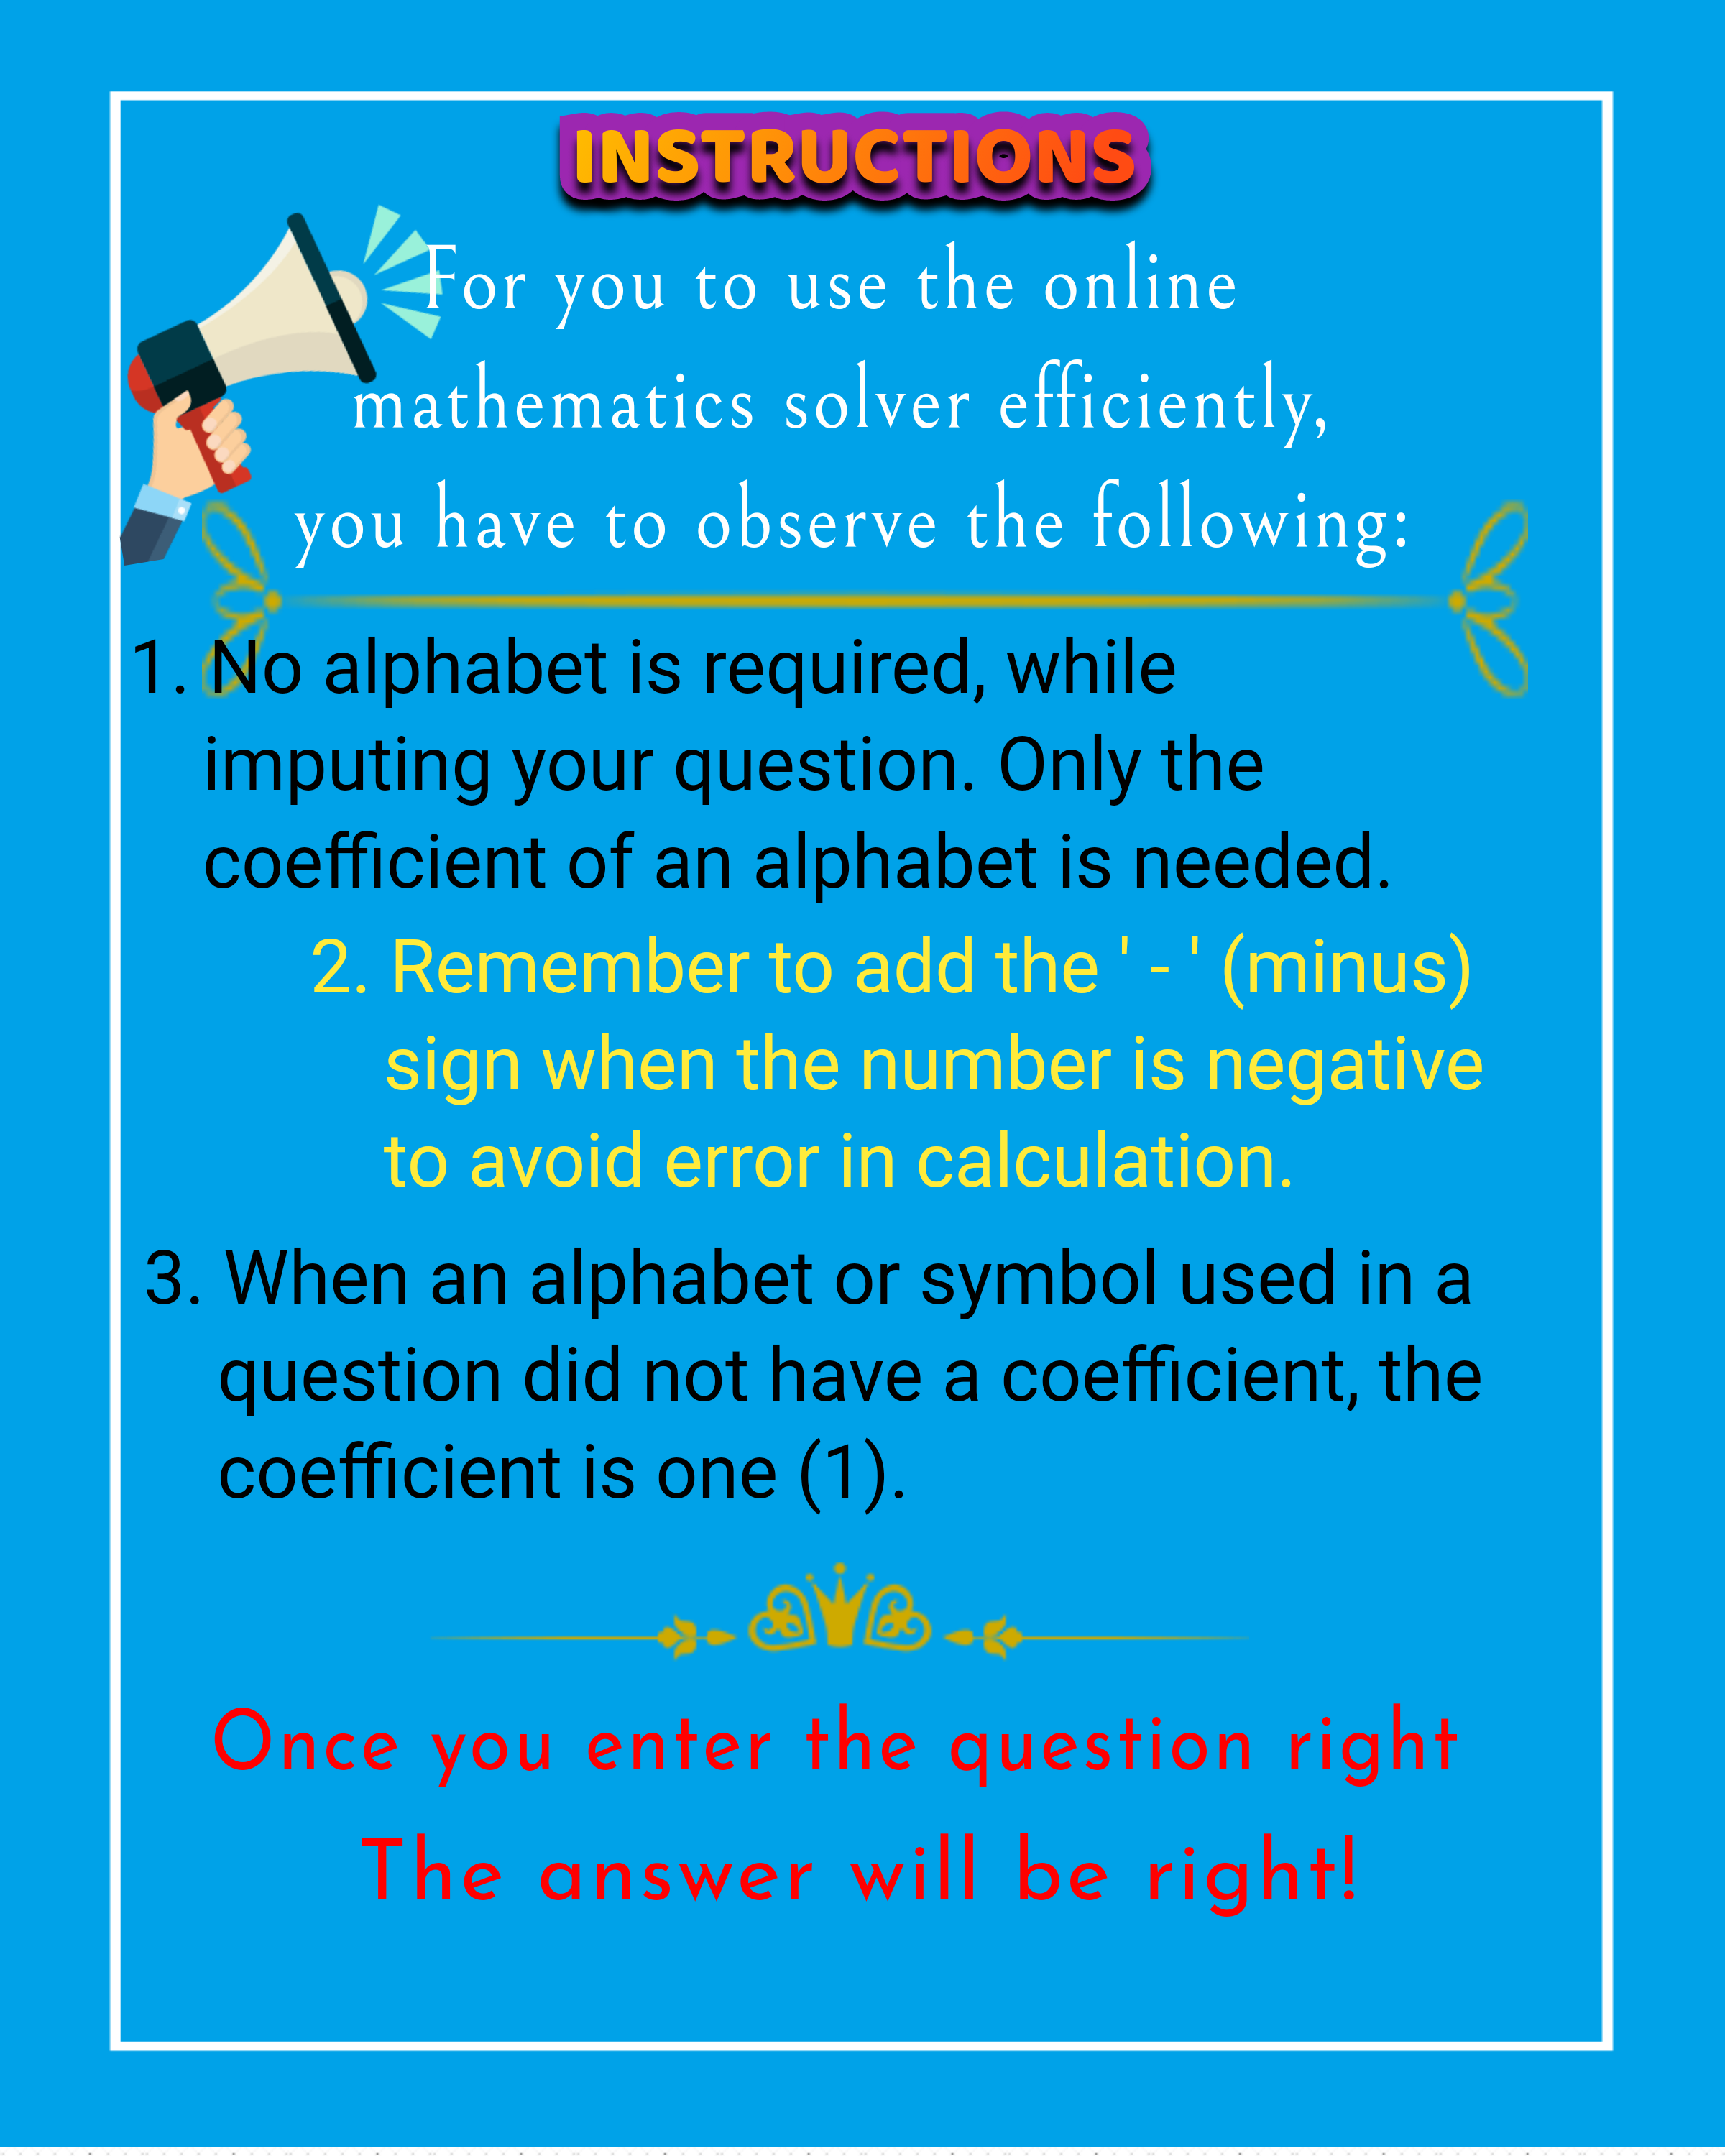 INSTRUCTIONS
For you to use the online
mathematics solver efficiently,
you have to observe the following:
1. No alphabet is required, while
imputing your question. Only the
coefficient of an alphabet is needed.
2. Remember to add the ' - ' (minus)
sign when the number is negative
to avoid error in calculation.
3. When an alphabet or symbol used in a
question did not have a coefficient, the
coefficient is one (1).
Once you enter the question right
The answer will be right!